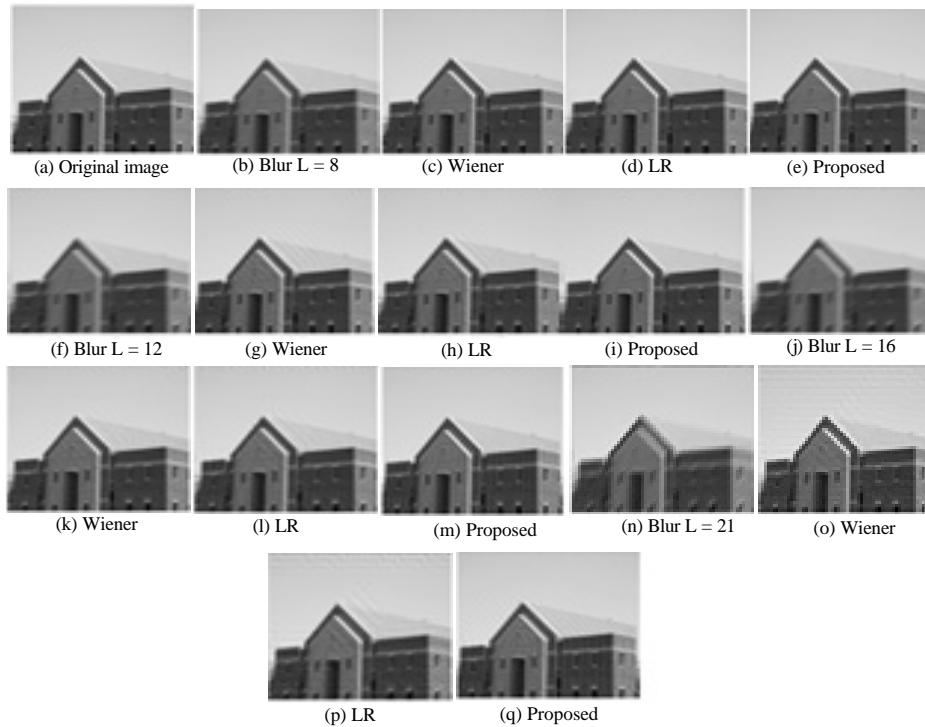 (a) Original image
(b) Blur L = 8
(c) Wiener
(d) LR
(e) Proposed
(f) Blur L = 12
(g) Wiener
(h) LR
(i) Proposed
(j) Blur L = 16
(k) Wiener
(l) LR
(m) Proposed
(n) Blur L = 21
(o) Wiener
(p) LR
(q) Proposed